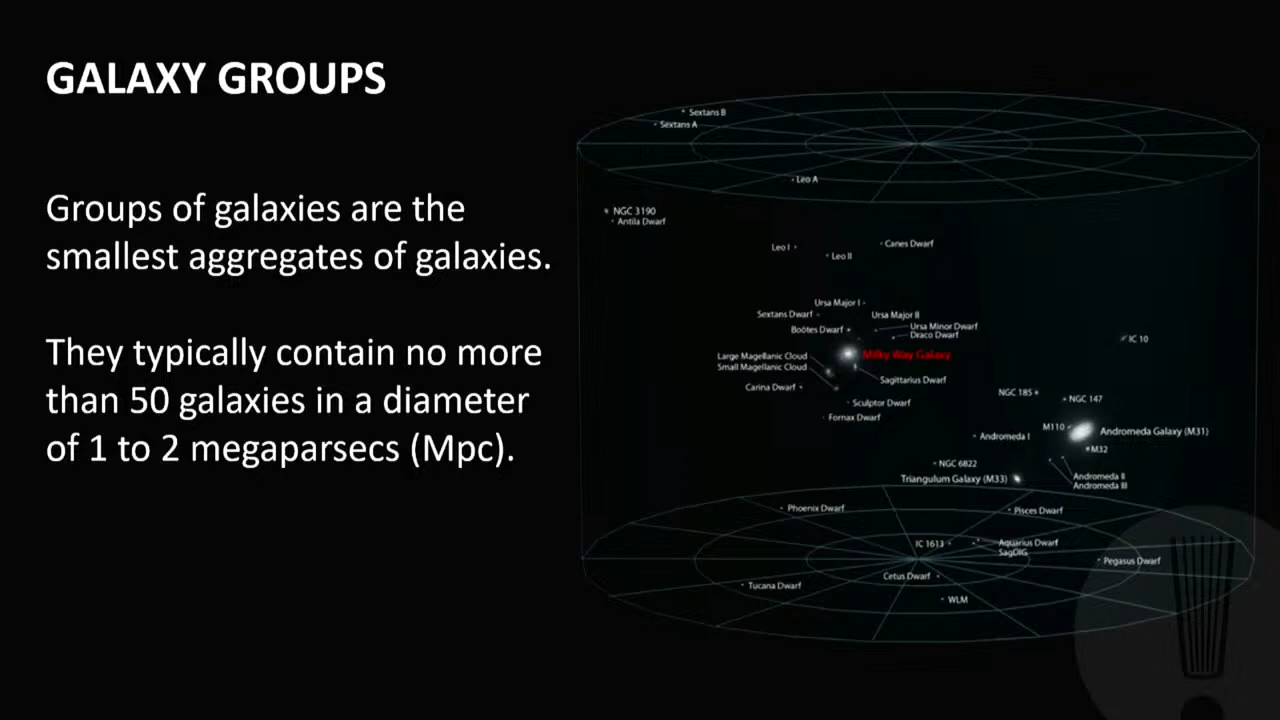 GALAXY GROUPS
Groups of galaxies are the
smallest aggregates of galaxies.
They typically contain no more
than 50 galaxies in a diameter
of 1 to 2 megaparsecs (Mpc).
Sextans B
Sextans A
Leo A
NGC 3190
Antila Dwarf
Leo I
Canes Dwarf
Leo II
Ursa Major I
Sextans Dwarf
Ursa Major II
Boötes Dwarf
Ursa Minor Dwarf
Draco Dwarf
IC 10
Large Magellanic Cloud
Milky Way Galaxy
Small Magellanic Cloud
Carina Dwarf
Sagittarius Dwarf
NGC 185
NGC 147
Sculptor Dwarf
Fornax Dwarf
M110
Andromeda Galaxy (M31)
Andromeda I
M32
NGC 6822
Triangulum Galaxy (M33)
Andromeda II
Andromeda III
Phoenix Dwarf
Pisces Dwarf
IC 1613
Aquarius Dwarf
SagDIG
Pegasus Dwarf
Cetus Dwarf
Tucana Dwarf
WLM